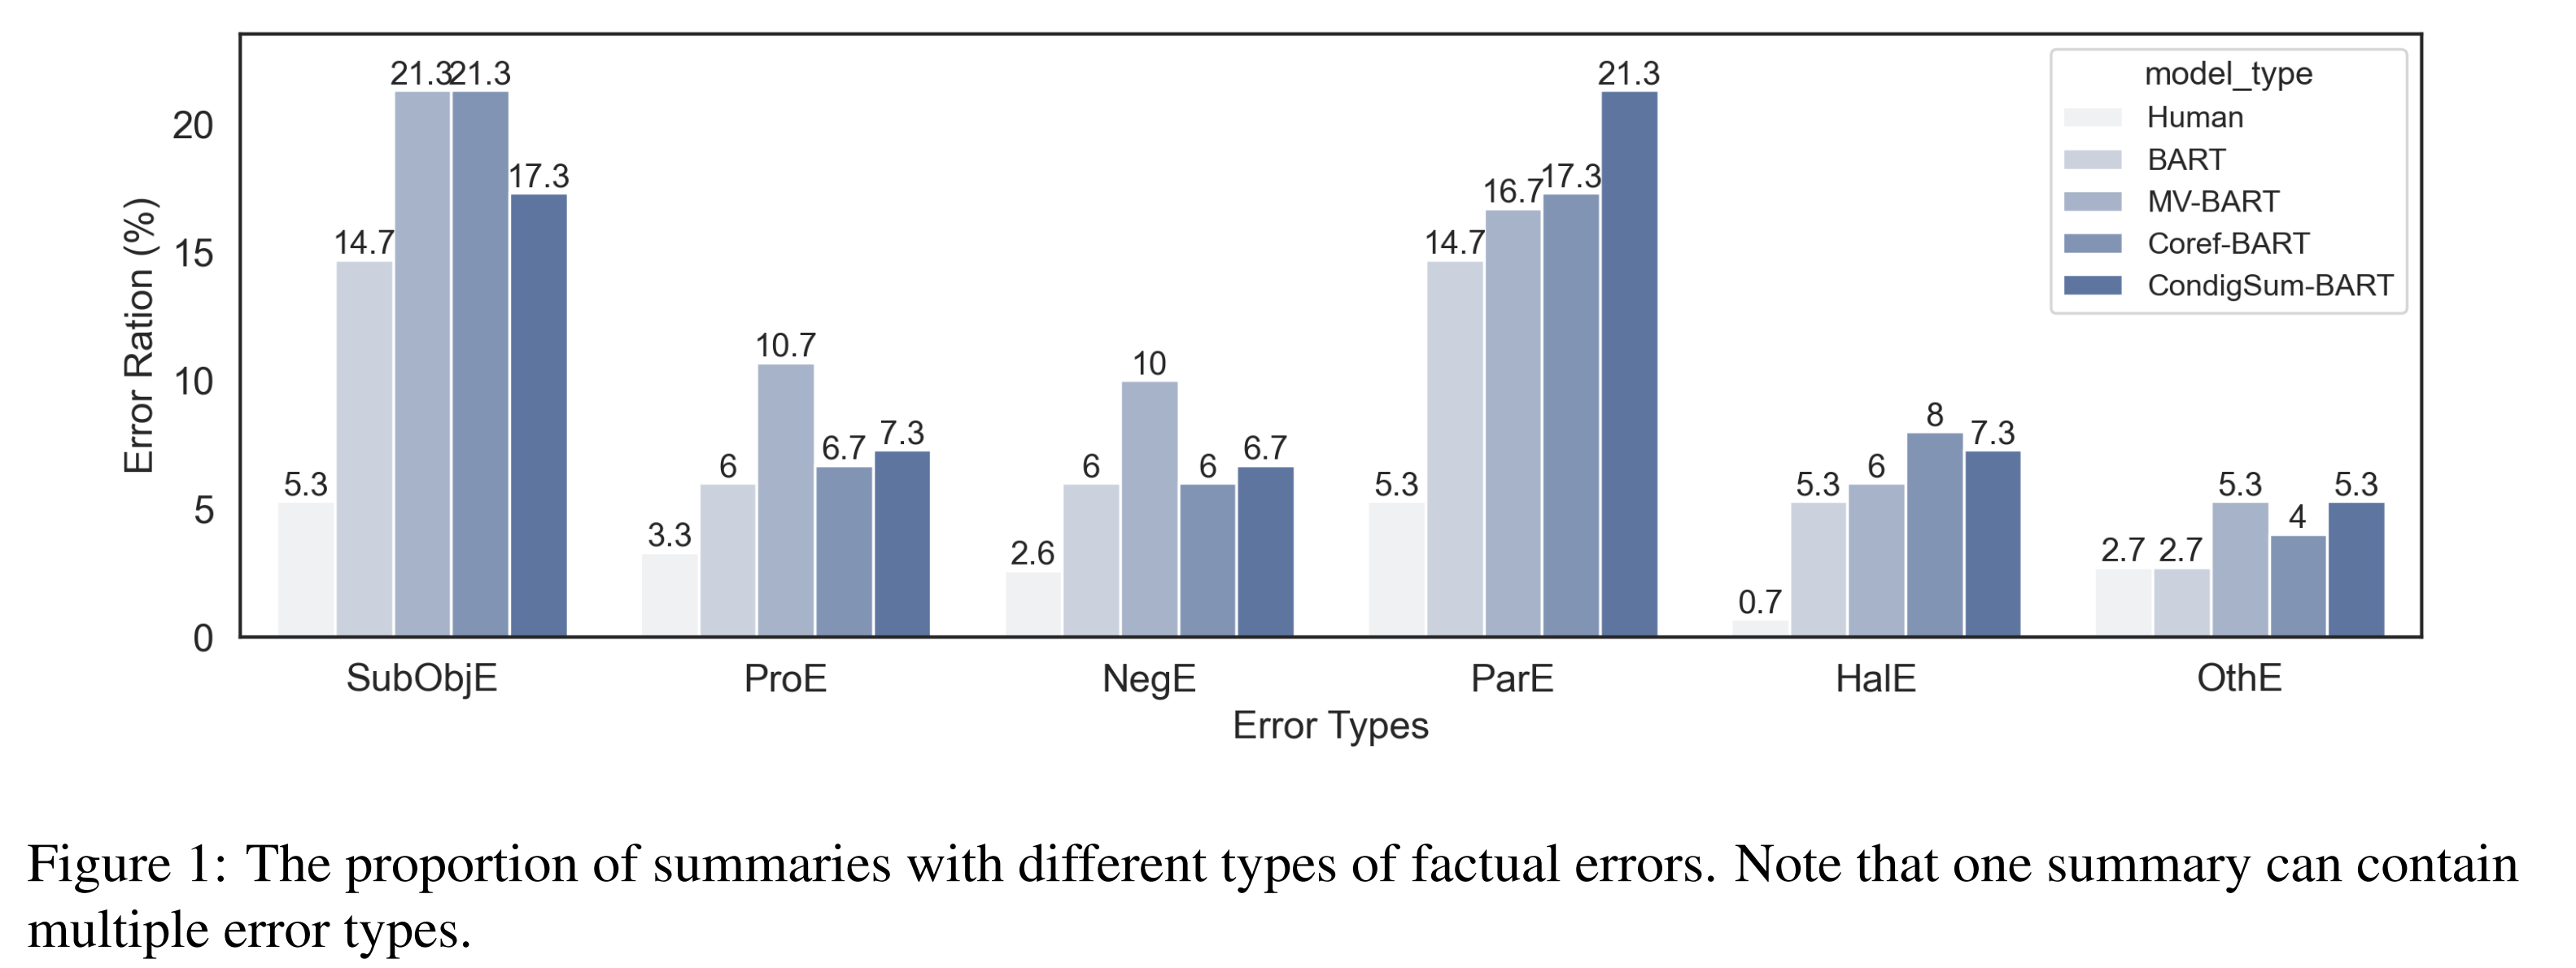 21.3 21.3 21.3
model_type
Human
BART
MV-BART
Coref-BART
CondigSum-BART
Error Ration (%)
20
15
10
5
0
17.3
14.7
5.3
3.3
6
10.7
6.7
7.3
2.6
6
10
6
6.7
5.3
14.7
16.7
17.3
0.7
5.3
6
8
7.3
2.7
2.7
5.3
4
5.3
SubObjE ProE NegE ParE HalE OthE
Error Types
Figure 1: The proportion of summaries with different types of factual errors. Note that one summary can contain
multiple error types.